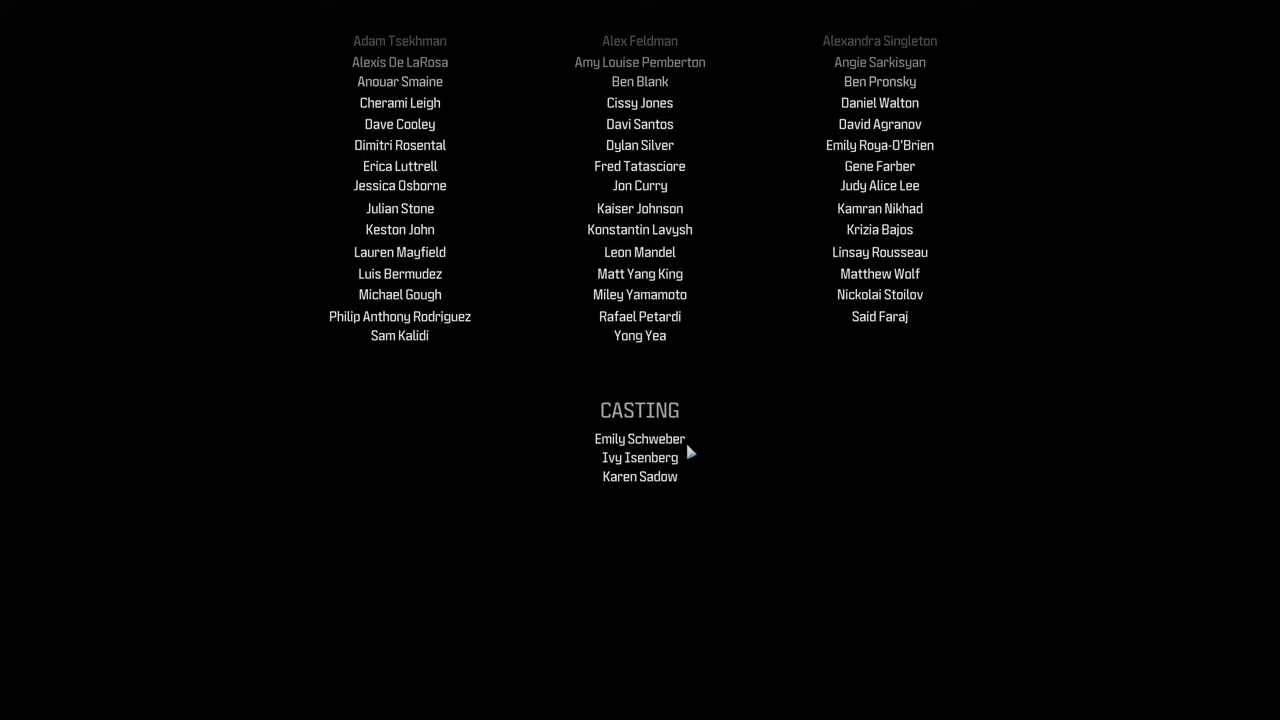 Adam Tsekhman Alex Feldman Alexandra Singleton
Alexis De LaRosa Amy Louise Pemberton Angie Sarkisyan
Anouar Smaine Ben Blank Ben Pronsky
Cherami Leigh Cissy Jones Daniel Walton
Dave Cooley Davi Santos David Agranov
Dimitri Rosental Dylan Silver Emily Roya-O'Brien
Erica Luttrell Fred Tatasciore Gene Farber
Jessica Osborne Jon Curry Judy Alice Lee
Julian Stone Kaiser Johnson Kamran Nikhad
Keston John Konstantin Lavysh Krizia Bajos
Lauren Mayfield Leon Mandel Linsay Rousseau
Luis Bermudez Matt Yang King Matthew Wolf
Michael Gough Miley Yamamoto Nickolai Stoilov
Philip Anthony Rodriguez Rafael Petardi Said Faraj
Sam Kalidi Yong Yea
CASTING
Emily Schweber
Ivy Isenberg
Karen Sadow